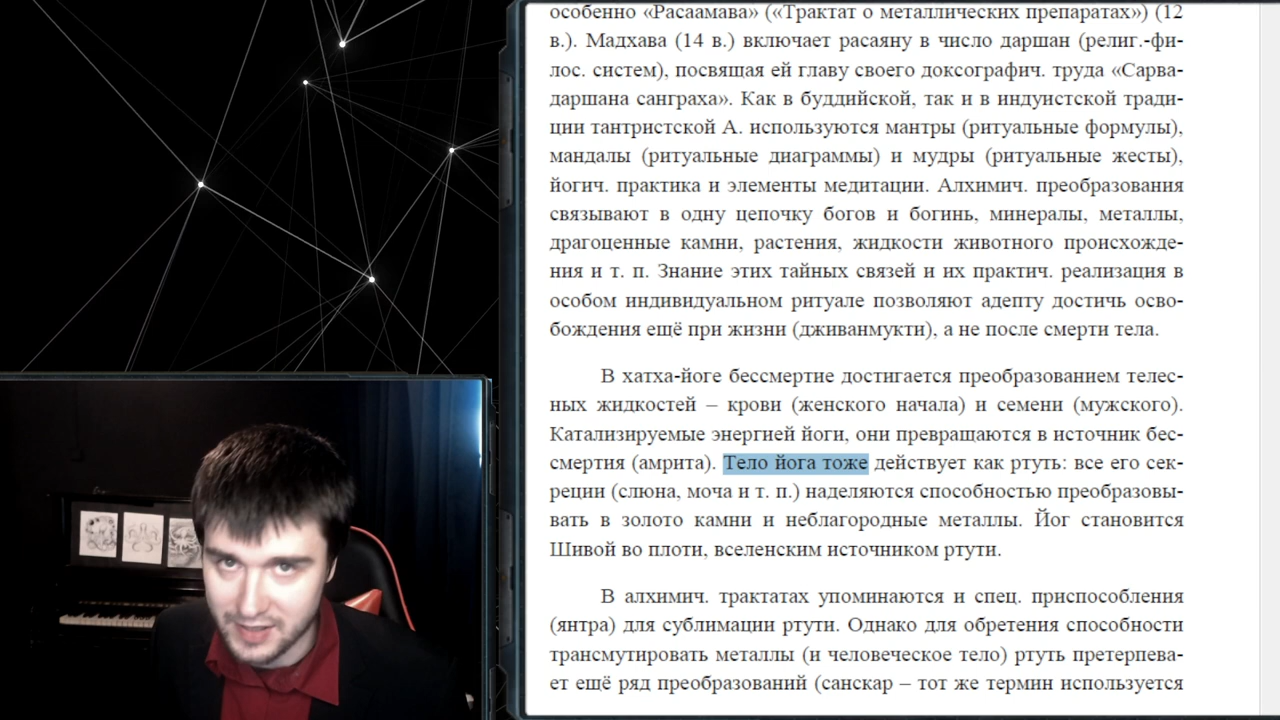 особенно «Расаамава» («Трактат о металлических препаратах») (12
в.). Мадхава (14 в.) включает расаяну в число даршан (религ.-фи-
лос. систем), посвящая ей главу своего доксографич. труда «Сарва-
даршана санграха». Как в буддийской, так и в индуистской тради-
ции тантристской А. используются мантры (ритуальные формулы),
мандалы (ритуальные диаграммы) и мудры (ритуальные жесты),
йогич. практика и элементы медитации. Алхимич. преобразования
связывают в одну цепочку богов и богинь, минералы, металлы,
драгоценные камни, растения, жидкости животного происхожде-
ния и т. п. Знание этих тайных связей и их практич. реализация в
особом индивидуальном ритуале позволяют адепту достичь осво-
бождения ещё при жизни (дживанмукти), а не после смерти тела.
В хатха-йоге бессмертие достигается преобразованием телес-
ных жидкостей – крови (женского начала) и семени (мужского).
Катализируемые энергией йоги, они превращаются в источник бес-
смертия (амрита). Тело йога тоже действует как ртуть: все его сек-
реции (слюна, моча и т. п.) наделяются способностью преобразовы-
вать в золото камни и неблагородные металлы. Йог становится
Шивой во плоти, вселенским источником ртути.
В алхимич. трактатах упоминаются и спец. приспособления
(янтра) для сублимации ртути. Однако для обретения способности
трансмутировать металлы (и человеческое тело) ртуть претерпева-
ет ещё ряд преобразований (санскар – тот же термин используется